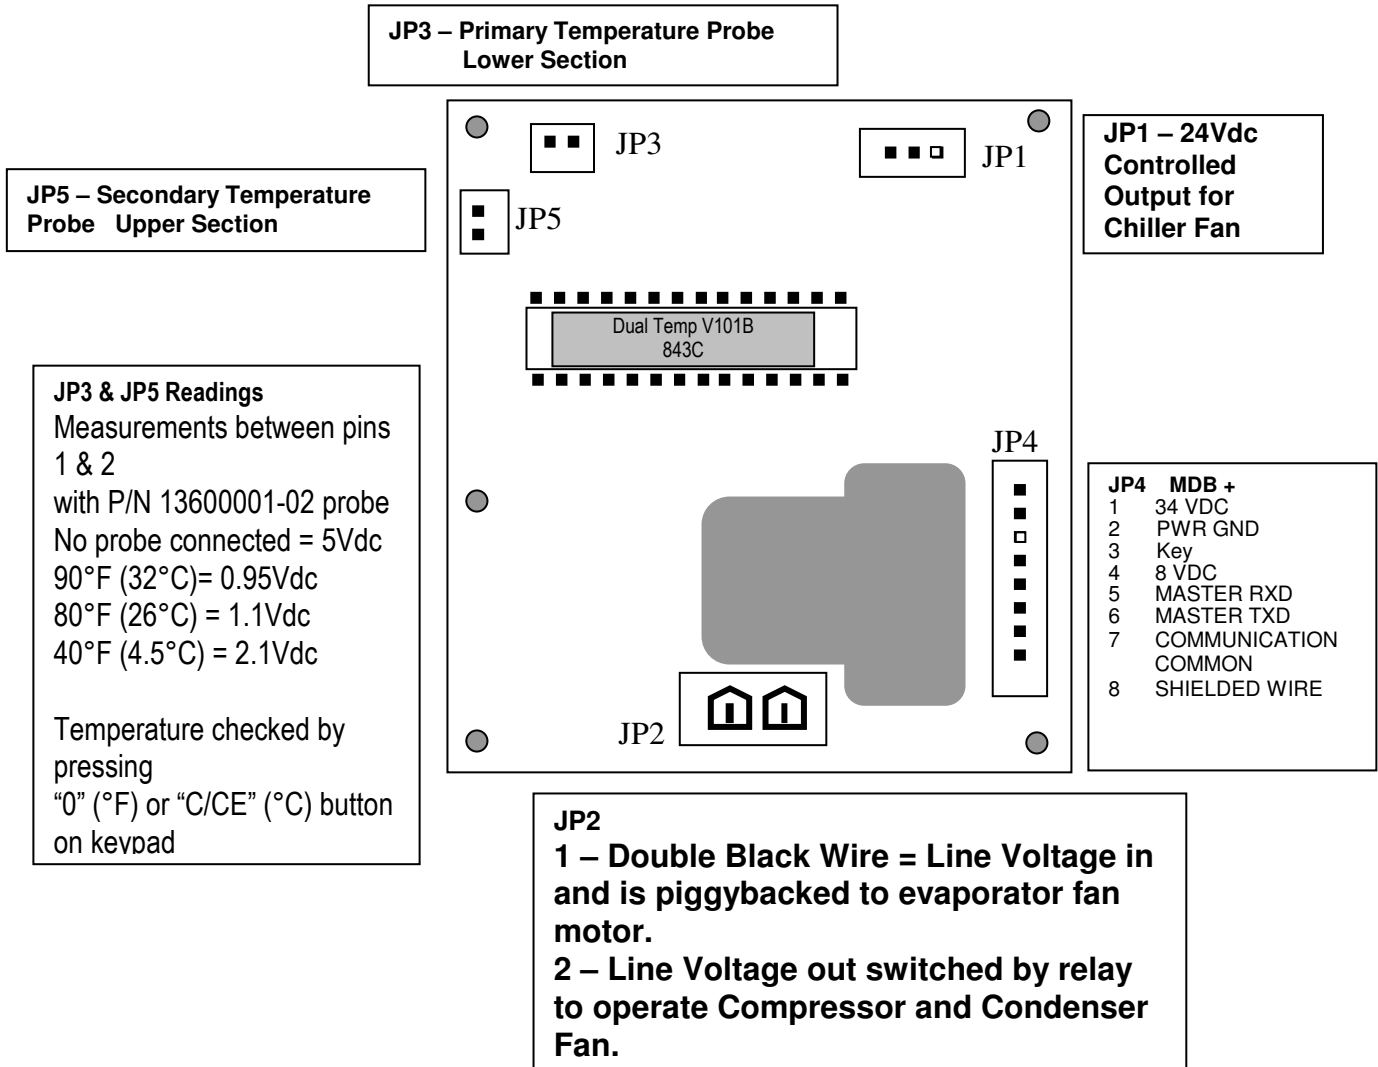 JP3 – Primary Temperature Probe
Lower Section
JP3
JP1
JP1 – 24Vdc
Controlled
Output for
Chiller Fan
JP5 – Secondary Temperature
Probe Upper Section
JP5
Dual Temp V101B
843C
JP3 & JP5 Readings
Measurements between pins
1 & 2
with P/N 13600001-02 probe
No probe connected = 5Vdc
90°F (32°C)= 0.95Vdc
80°F (26°C) = 1.1Vdc
40°F (4.5°C) = 2.1Vdc
Temperature checked by
pressing
“0” (°F) or “C/CE” (°C) button
on keypad
JP4
JP4 MDB +
1 34 VDC
2 PWR GND
3 Key
4 8 VDC
5 MASTER RXD
6 MASTER TXD
7 COMMUNICATION
COMMON
8 SHIELDED WIRE
JP2
JP2
1 – Double Black Wire = Line Voltage in
and is piggybacked to evaporator fan
motor.
2 – Line Voltage out switched by relay
to operate Compressor and Condenser
Fan.